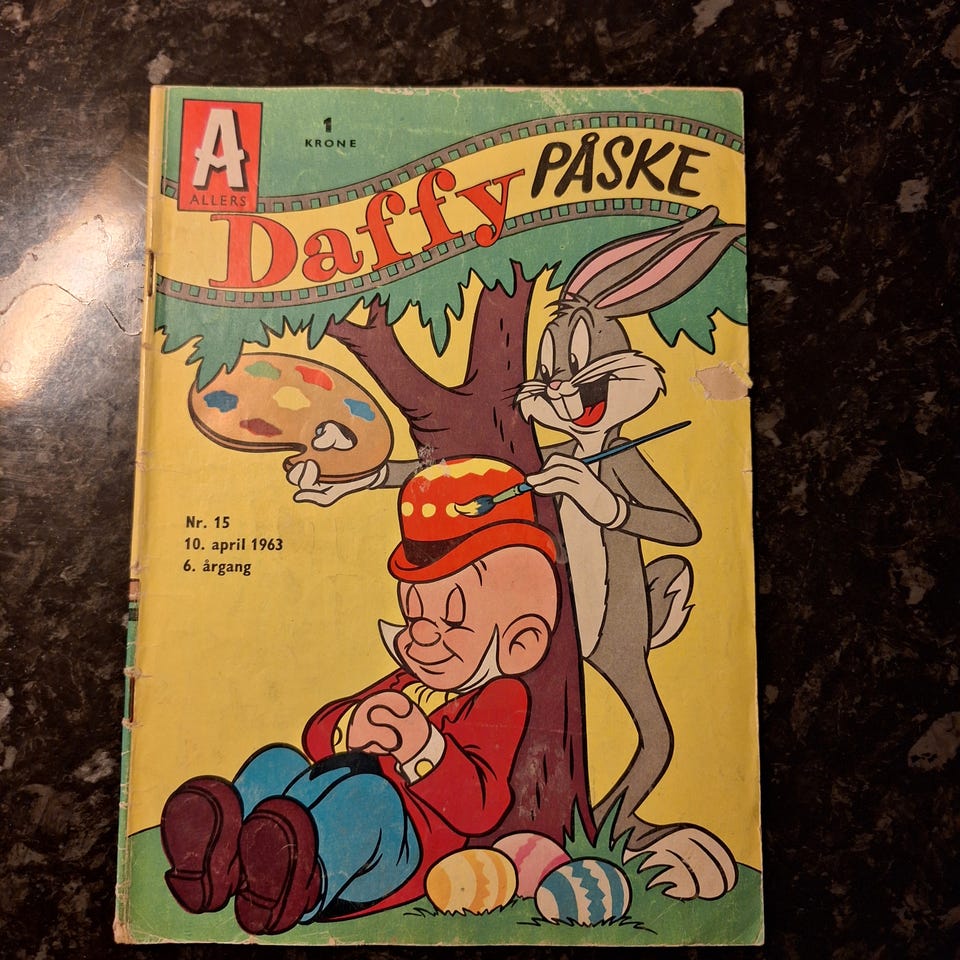 A
ALLERS
1
KRONE
Daffy PÅSKE
Nr. 15
10. april 1963
6. årgang